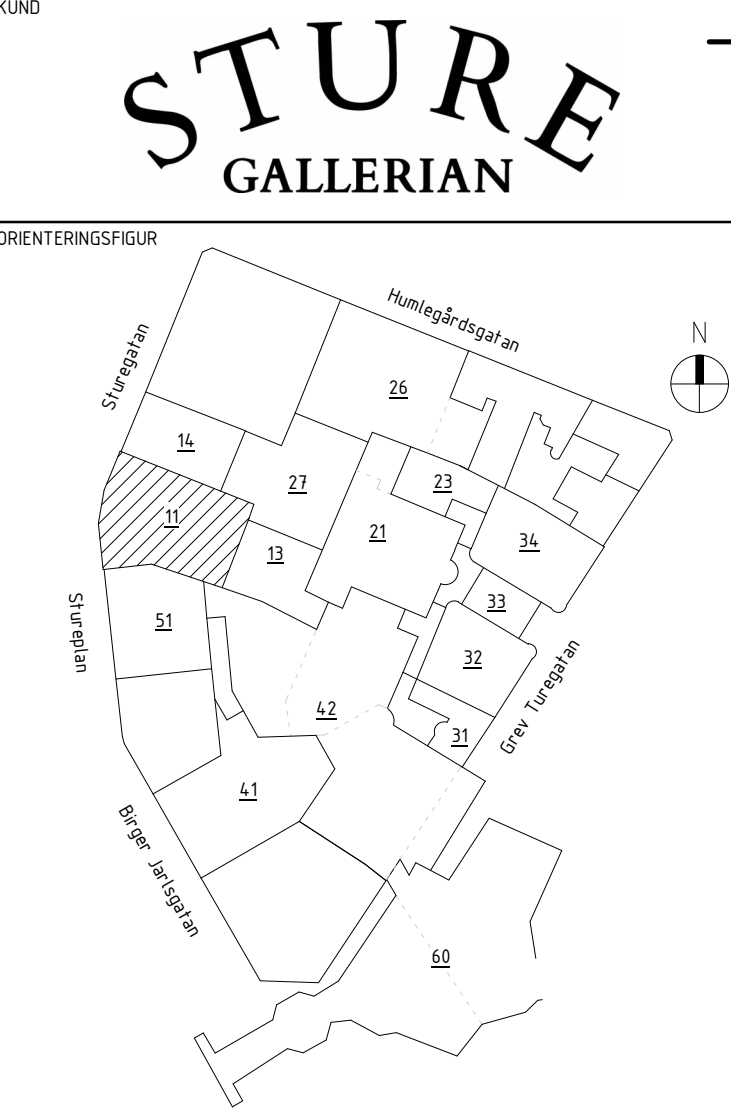 KUND
STURE
GALLERIAN
ORIENTERINGSFIGUR
Humlegårdsgatan
Sturegatan
N
26
14
27
23
11
21
34
13
33
51
Stureplan
32
Grev Turegatan
42
31
41
Birger Jarlsgatan
60